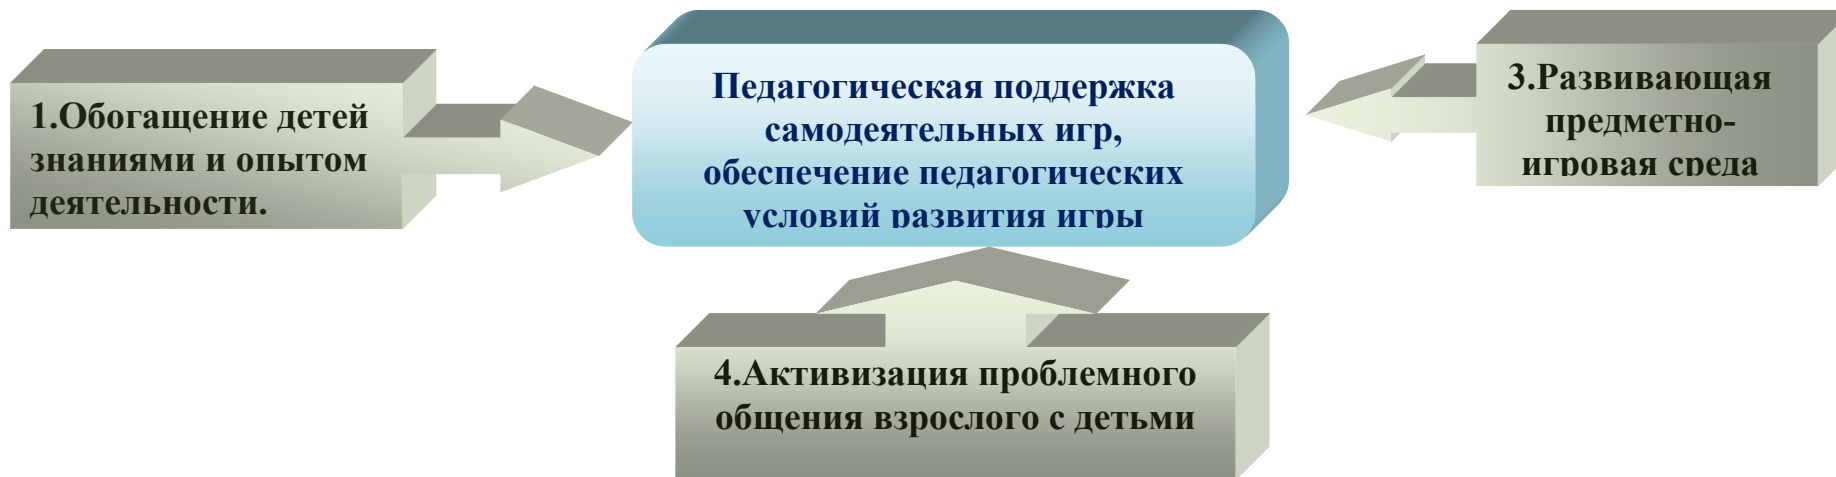 1.Обогащение детей
знаниями и опытом
деятельности.
Педагогическая поддержка
самодеятельных игр,
обеспечение педагогических
условий развития игры
3.Развивающая
предметно-
игровая среда
4.Активизация проблемного
общения взрослого с детьми